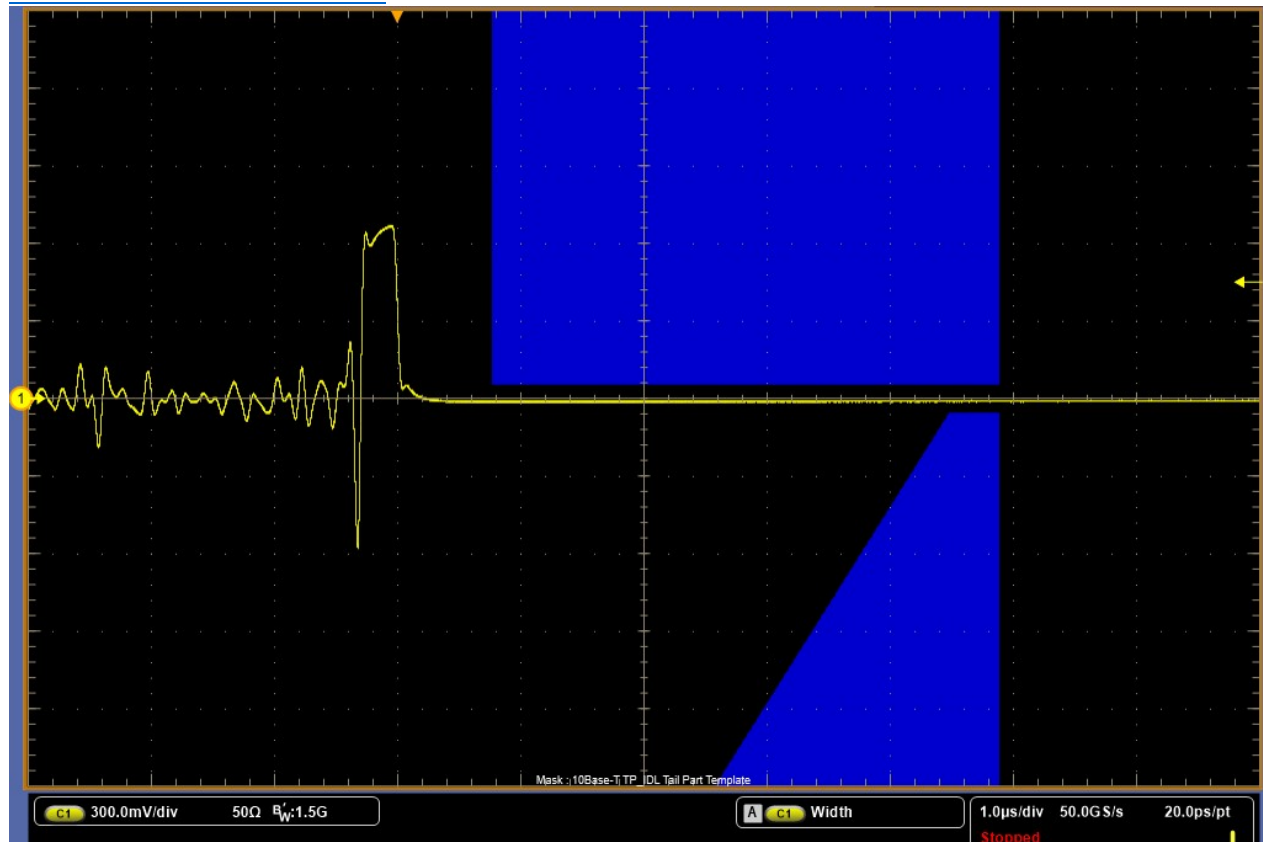 1
Mask : 10Base-T TP_IDL Tail Part Template
C1 300.0mV/div 50Ω B'W:1.5G
A C1 Width
1.0µs/div 50.0GS/s 20.0ps/pt
Stopped